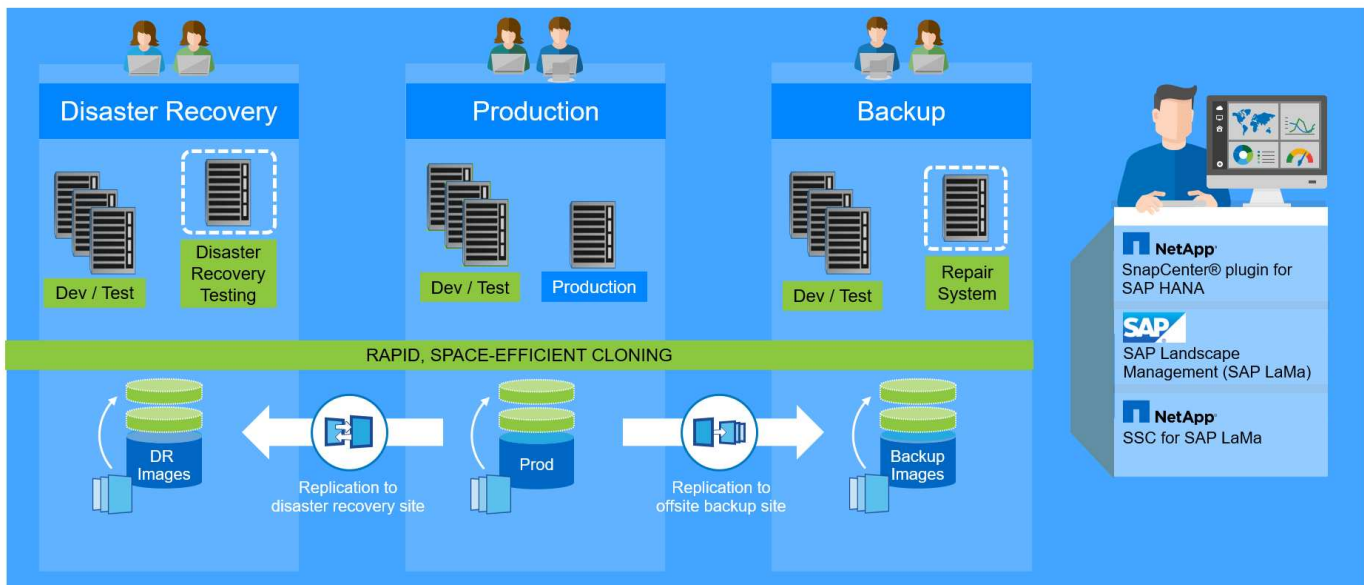 Disaster Recovery
Production
Backup
Dev / Test
Disaster
Recovery
Testing
Dev / Test
Production
Dev / Test
Repair
System
RAPID, SPACE-EFFICIENT CLONING
DR
Images
Replication to
disaster recovery site
Prod
Replication to
offsite backup site
Backup
Images
NetApp®
SnapCenter® plugin for
SAP HANA
SAP
SAP Landscape
Management (SAP LaMa)
NetApp®
SSC for SAP LaMa